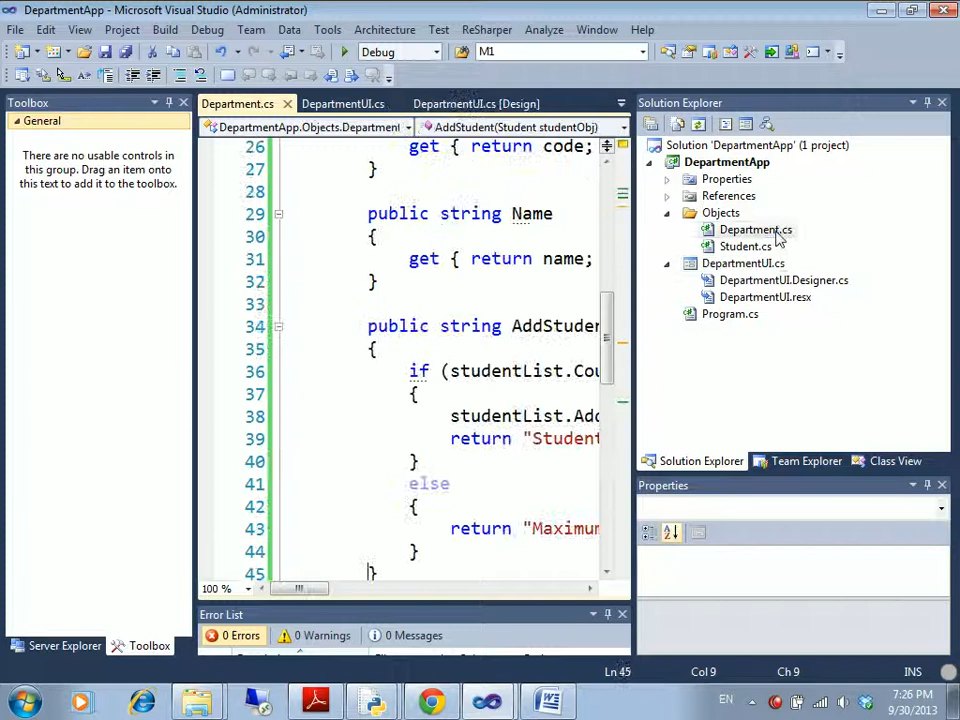 DepartmentApp - Microsoft Visual Studio (Administrator)
File Edit View Project Build Debug Team Data Tools Architecture Test ReSharper Analyze Window Help
Debug M1
Toolbox
General
There are no usable controls in
this group. Drag an item onto
this text to add it to the toolbox.
Server Explorer Toolbox
Department.cs DepartmentUI.cs DepartmentUI.cs [Design]
DepartmentApp.Objects.Department AddStudent(Student studentObj)
26 get { return code;
27 }
28
29 public string Name
30 {
31 get { return name;
32 }
33
34 public string AddStuden
35 {
36 if (studentList.Cou
37 {
38 studentList.Add
39 return "Student
40 }
41 else
42 {
43 return "Maximum
44 }
45 }
100 %
Error List
0 Errors 0 Warnings 0 Messages
Solution Explorer
Solution 'DepartmentApp' (1 project)
DepartmentApp
Properties
References
Objects
Department.cs
Student.cs
DepartmentUI.cs
DepartmentUI.Designer.cs
DepartmentUI.resx
Program.cs
Solution Explorer Team Explorer Class View
Properties
Ln 45 Col 9 Ch 9 INS
EN
7:26 PM
9/30/2013